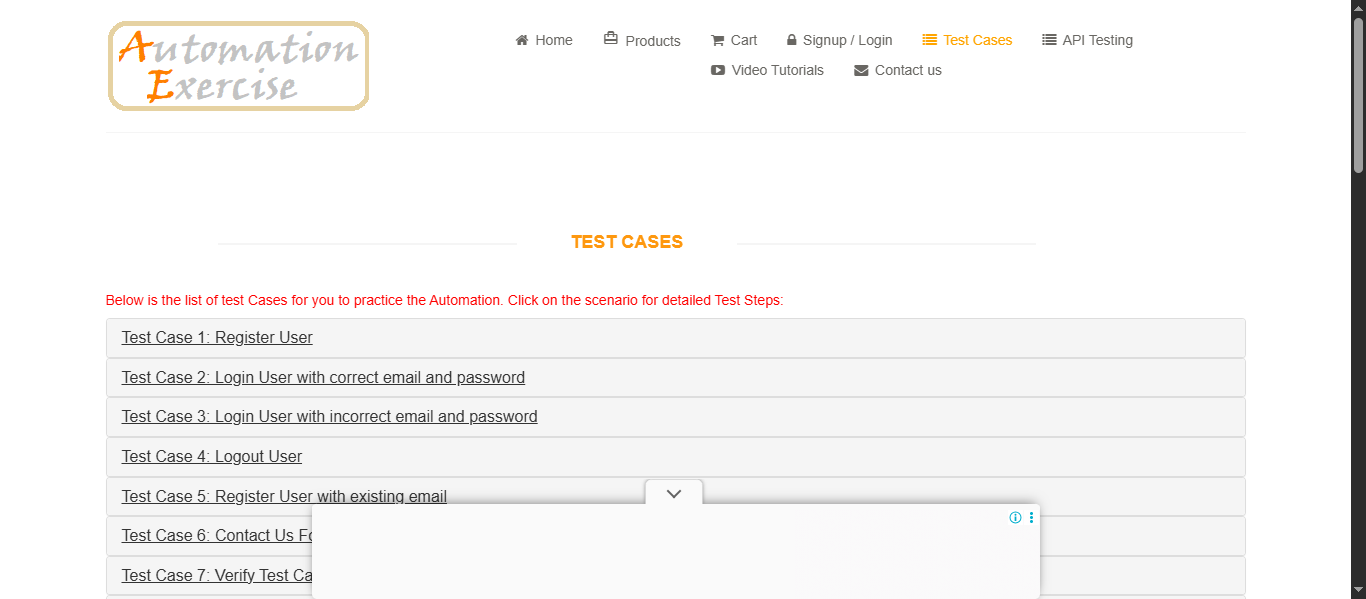 Automation
Exercise
Home
Products
Cart
Signup / Login
Test Cases
API Testing
Video Tutorials
Contact us
TEST CASES
Below is the list of test Cases for you to practice the Automation. Click on the scenario for detailed Test Steps:
Test Case 1: Register User
Test Case 2: Login User with correct email and password
Test Case 3: Login User with incorrect email and password
Test Case 4: Logout User
Test Case 5: Register User with existing email
Test Case 6: Contact Us Fo
Test Case 7: Verify Test Ca